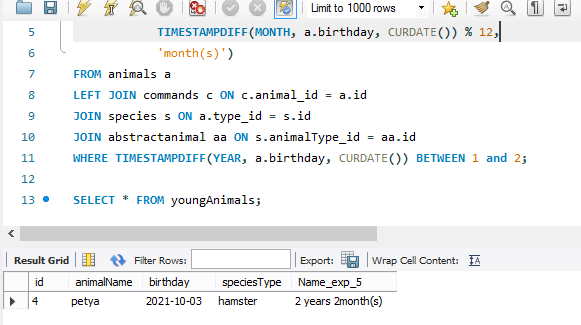 Limit to 1000 rows
5 TIMESTAMPDIFF(MONTH, a.birthday, CURDATE()) % 12,
6 'month(s)')
7 FROM animals a
8 LEFT JOIN commands c ON c.animal_id = a.id
9 JOIN species s ON a.type_id = s.id
10 JOIN abstractanimal aa ON s.animalType_id = aa.id
11 WHERE TIMESTAMPDIFF(YEAR, a.birthday, CURDATE()) BETWEEN 1 and 2;
12
13 SELECT * FROM youngAnimals;
Result Grid Filter Rows: Export: Wrap Cell Content: IA
id animalName birthday speciesType Name_exp_5
4 petya 2021-10-03 hamster 2 years 2month(s)